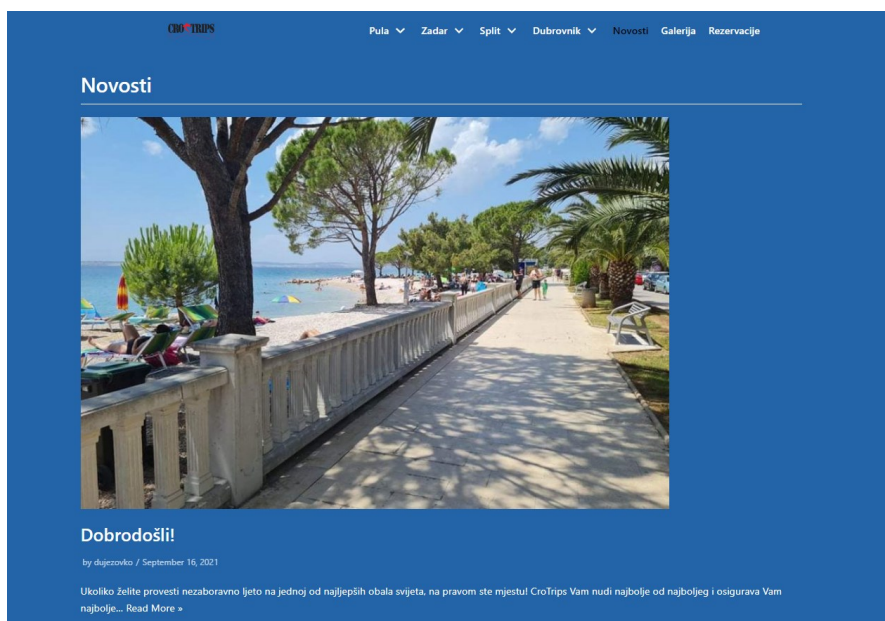 CRO TRIPS
Pula Zadar Split Dubrovnik Novosti Galerija Rezervacije
Novosti
Dobrodošli!
by dujezovko / September 16, 2021
Ukoliko želite provesti nezaboravno ljeto na jednoj od najljepših obala svijeta, na pravom ste mjestu! CroTrips Vam nudi najbolje od najboljeg i osigurava Vam
najbolje... Read More »